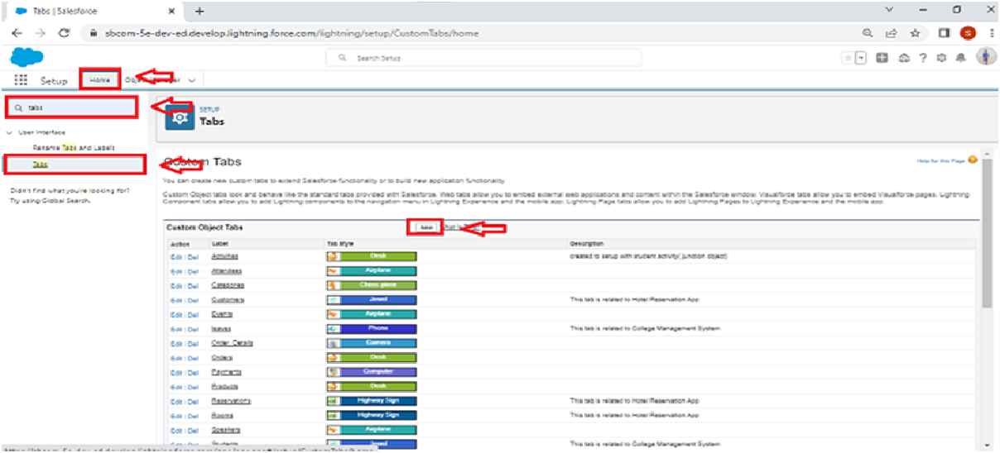 Tabs | Salesforce
sbcom-5e-dev-ed.develop.lightning.force.com/lightning/setup/CustomTabs/home
S
Search Setup
Setup
Home
Object Manager
tabs
User Interface
Rename Tabs and Labels
Tabs
Didn't find what you're looking for?
Try using Global Search.
SETUP
Tabs
Custom Tabs
Help for this Page
You can create new custom tabs to extend Salesforce functionality or to build new application functionality.
Custom Object tabs look and behave like the standard tabs provided with Salesforce. Web tabs allow you to embed external web applications and content within the Salesforce window. Visualforce tabs allow you to embed Visualforce pages. Lightning
Component tabs allow you to add Lightning components to the navigation menu in Lightning Experience and the mobile app. Lightning Page tabs allow you to add Lightning Pages to Lightning Experience and the mobile app.
Custom Object Tabs New What Is This?
Action Label Tab Style Description
Edit | Del Activities Desk created to setup with student activity( junction object)
Edit | Del Attendees Airplane
Edit | Del Categories Chess piece
Edit | Del Customers Jewel This tab is related to Hotel Reservation App
Edit | Del Events Airplane
Edit | Del Phone This tab is related to College Management System
Edit | Del Order Details Camera
Edit | Del Orders Desk
Edit | Del Payments Computer
Edit | Del Products Desk
Edit | Del Reservations Highway Sign This tab is related to Hotel Reservation App
Edit | Del Rooms Highway Sign This tab is related to Hotel Reservation App
Edit | Del Speakers Airplane
Edit | Del Students Jewel This tab is related to College Management System